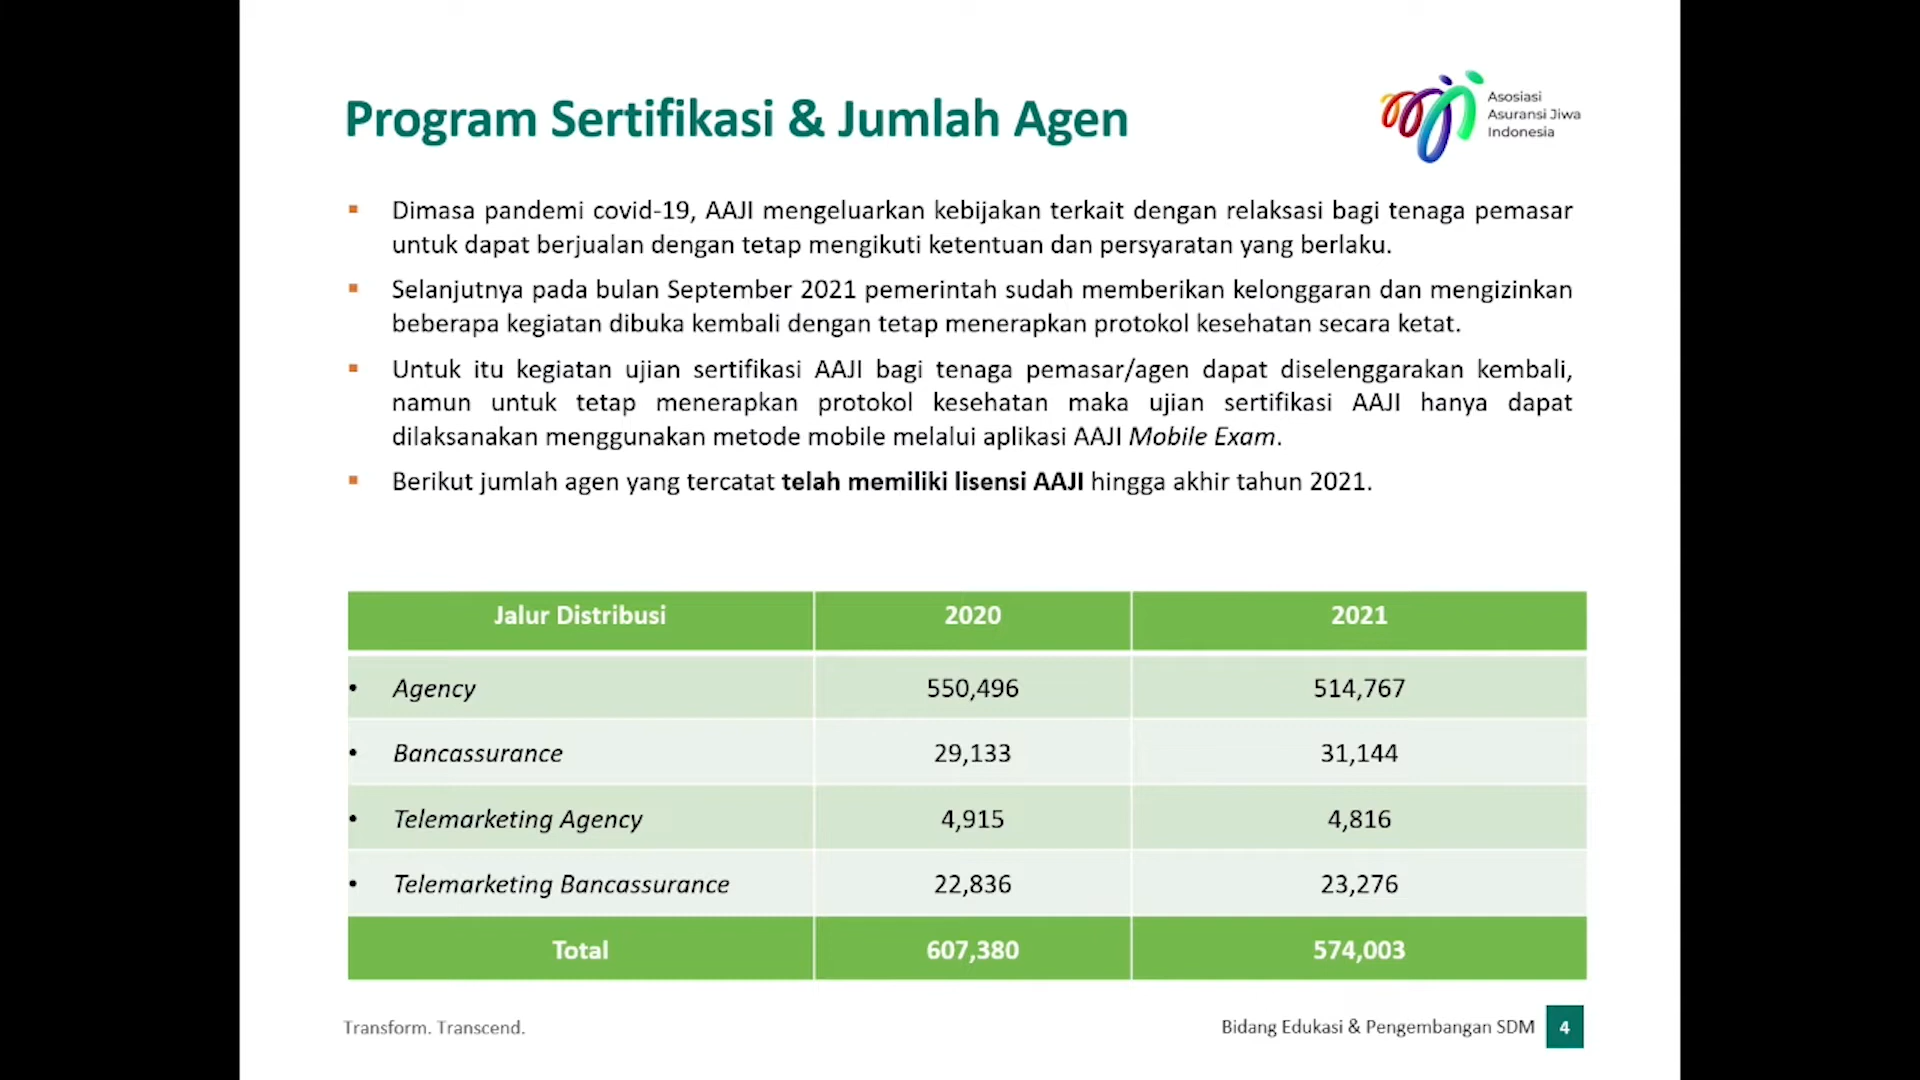 Program Sertifikasi & Jumlah Agen
Asosiasi
Asuransi Jiwa
Indonesia
▪ Dimasa pandemi covid-19, AAJI mengeluarkan kebijakan terkait dengan relaksasi bagi tenaga pemasar
untuk dapat berjualan dengan tetap mengikuti ketentuan dan persyaratan yang berlaku.
▪ Selanjutnya pada bulan September 2021 pemerintah sudah memberikan kelonggaran dan mengizinkan
beberapa kegiatan dibuka kembali dengan tetap menerapkan protokol kesehatan secara ketat.
▪ Untuk itu kegiatan ujian sertifikasi AAJI bagi tenaga pemasar/agen dapat diselenggarakan kembali,
namun untuk tetap menerapkan protokol kesehatan maka ujian sertifikasi AAJI hanya dapat
dilaksanakan menggunakan metode mobile melalui aplikasi AAJI Mobile Exam.
▪ Berikut jumlah agen yang tercatat telah memiliki lisensi AAJI hingga akhir tahun 2021.
Jalur Distribusi 2020 2021
• Agency 550,496 514,767
• Bancassurance 29,133 31,144
• Telemarketing Agency 4,915 4,816
• Telemarketing Bancassurance 22,836 23,276
Total 607,380 574,003
Transform. Transcend. Bidang Edukasi & Pengembangan SDM 4